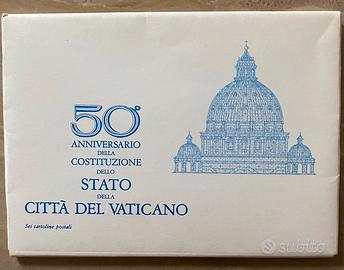 50°
ANNIVERSARIO
DELLA
COSTITUZIONE
DELLO
STATO
DELLA
CITTÀ DEL VATICANO
Sei cartoline postali
subito